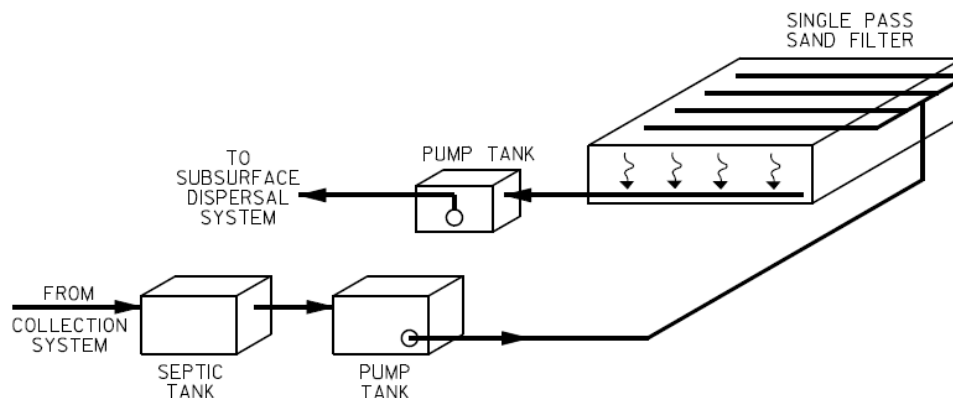 SINGLE PASS
SAND FILTER
PUMP TANK
TO
SUBSURFACE
DISPERSAL
SYSTEM
FROM
COLLECTION
SYSTEM
SEPTIC
TANK
PUMP
TANK